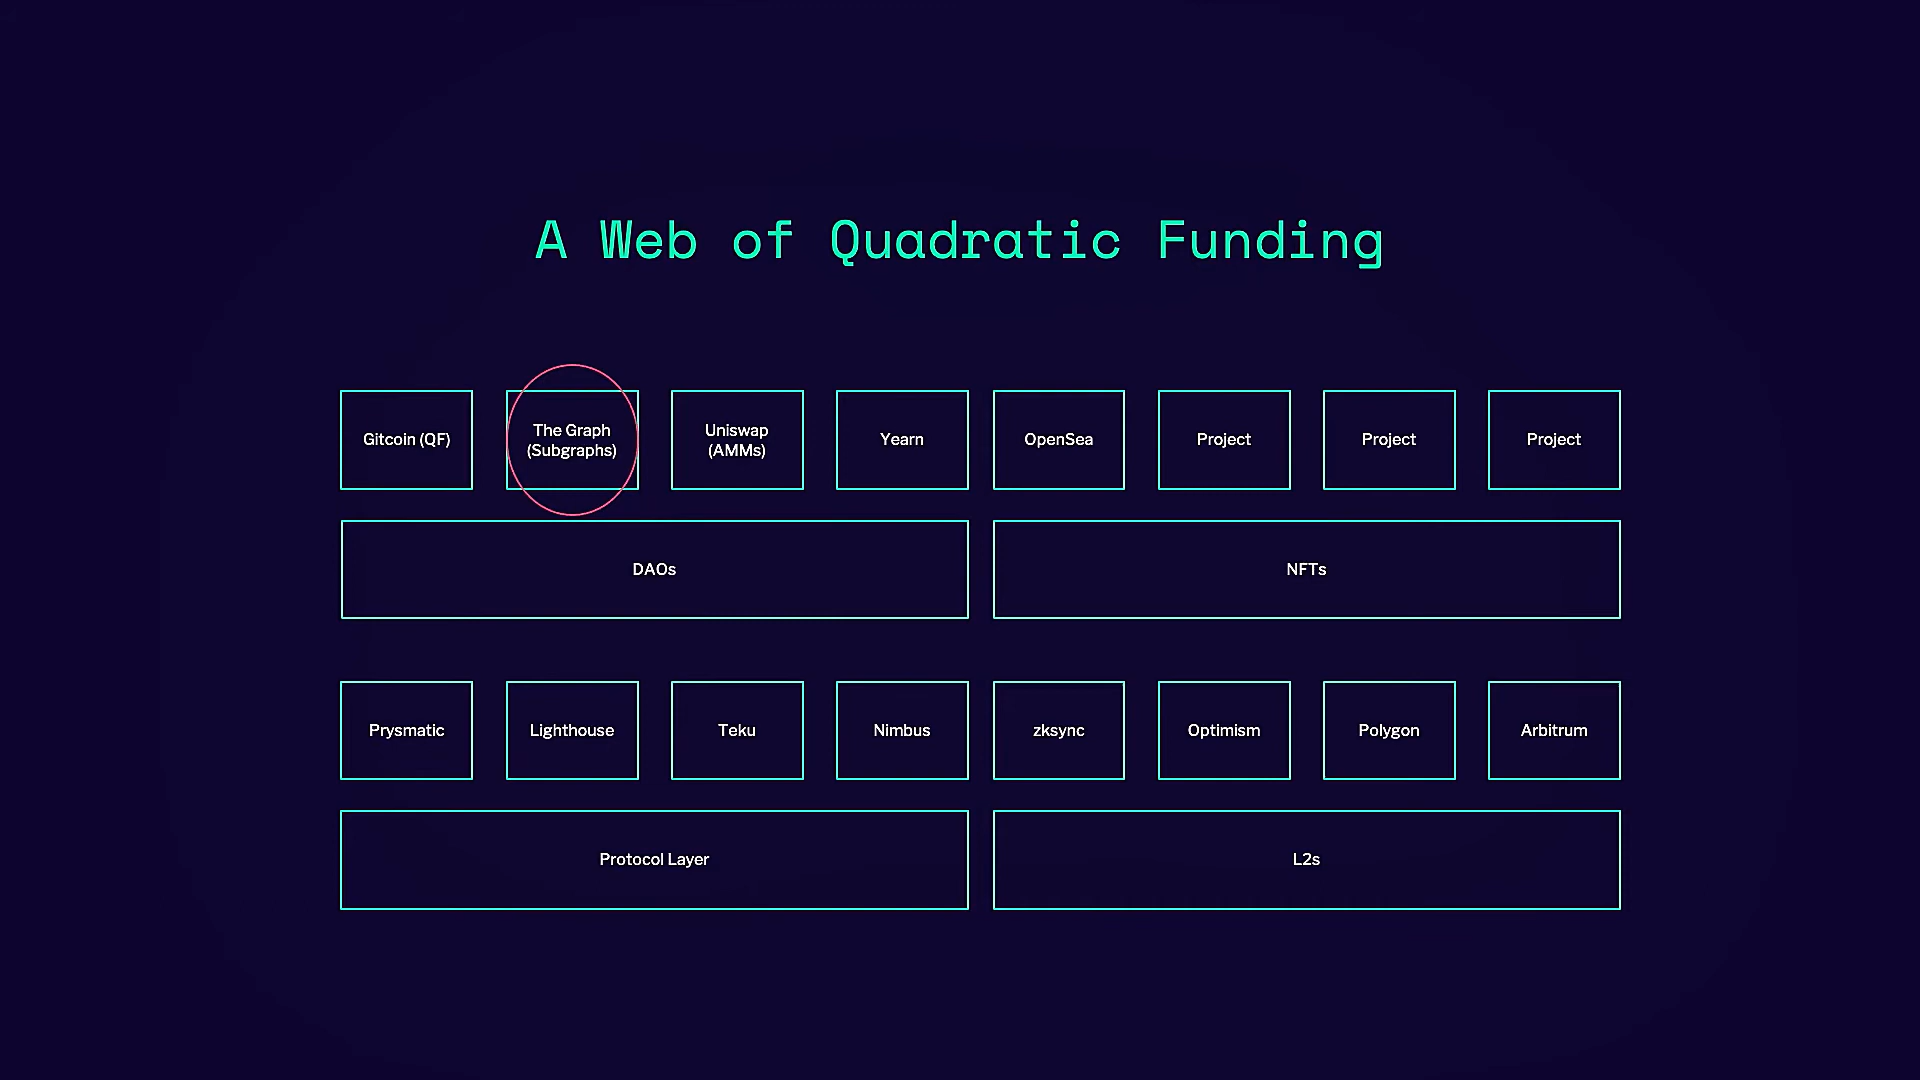 A Web of Quadratic Funding
Gitcoin (QF)
The Graph
(Subgraphs)
Uniswap
(AMMs)
Yearn
OpenSea
Project
Project
Project
DAOs
NFTs
Prysmatic
Lighthouse
Teku
Nimbus
zksync
Optimism
Polygon
Arbitrum
Protocol Layer
L2s